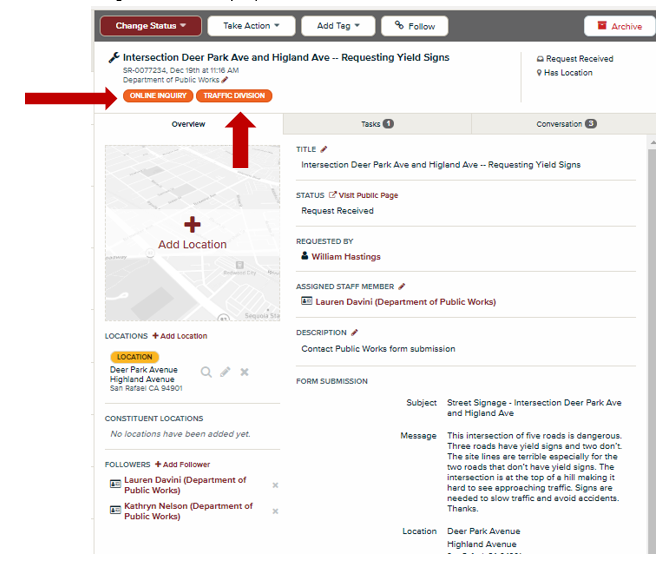 Change Status
Take Action
Add Tag
Follow
Archive
Intersection Deer Park Ave and Higland Ave -- Requesting Yield Signs
SR-0077234, Dec 19th at 11:16 AM
Department of Public Works
ONLINE INQUIRY TRAFFIC DIVISION
Request Received
Has Location
Overview
Tasks 1
Conversation 3
Add Location
Redwood City
LOCATIONS + Add Location
LOCATION
Deer Park Avenue
Highland Avenue
San Rafael CA 94901
CONSTITUENT LOCATIONS
No locations have been added yet.
FOLLOWERS + Add Follower
Lauren Davini (Department of
Public Works)
Kathryn Nelson (Department of
Public Works)
TITLE
Intersection Deer Park Ave and Higland Ave -- Requesting Yield Signs
STATUS Visit Public Page
Request Received
REQUESTED BY
William Hastings
ASSIGNED STAFF MEMBER
Lauren Davini (Department of Public Works)
DESCRIPTION
Contact Public Works form submission
FORM SUBMISSION
Subject Street Signage - Intersection Deer Park Ave
and Higland Ave
Message This intersection of five roads is dangerous.
Three roads have yield signs and two don't.
The site lines are terrible especially for the
two roads that don't have yield signs. The
intersection is at the top of a hill making it
hard to see approaching traffic. Signs are
needed to slow traffic and avoid accidents.
Thanks.
Location Deer Park Avenue
Highland Avenue